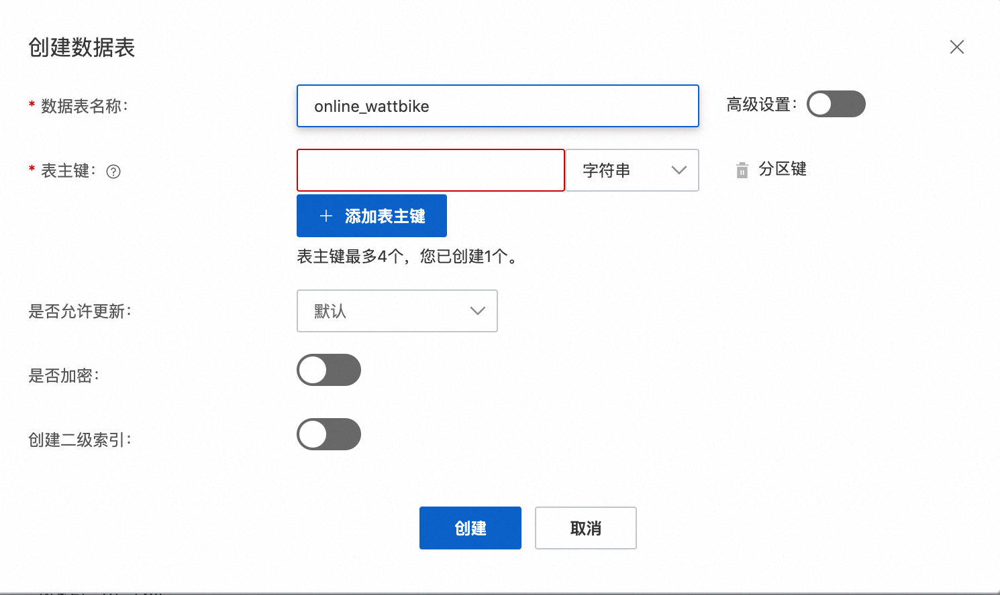 创建数据表
* 数据表名称：
online_wattbike
高级设置：
* 表主键：
字符串
分区键
+ 添加表主键
表主键最多4个，您已创建1个。
是否允许更新：
默认
是否加密：
创建二级索引：
创建
取消